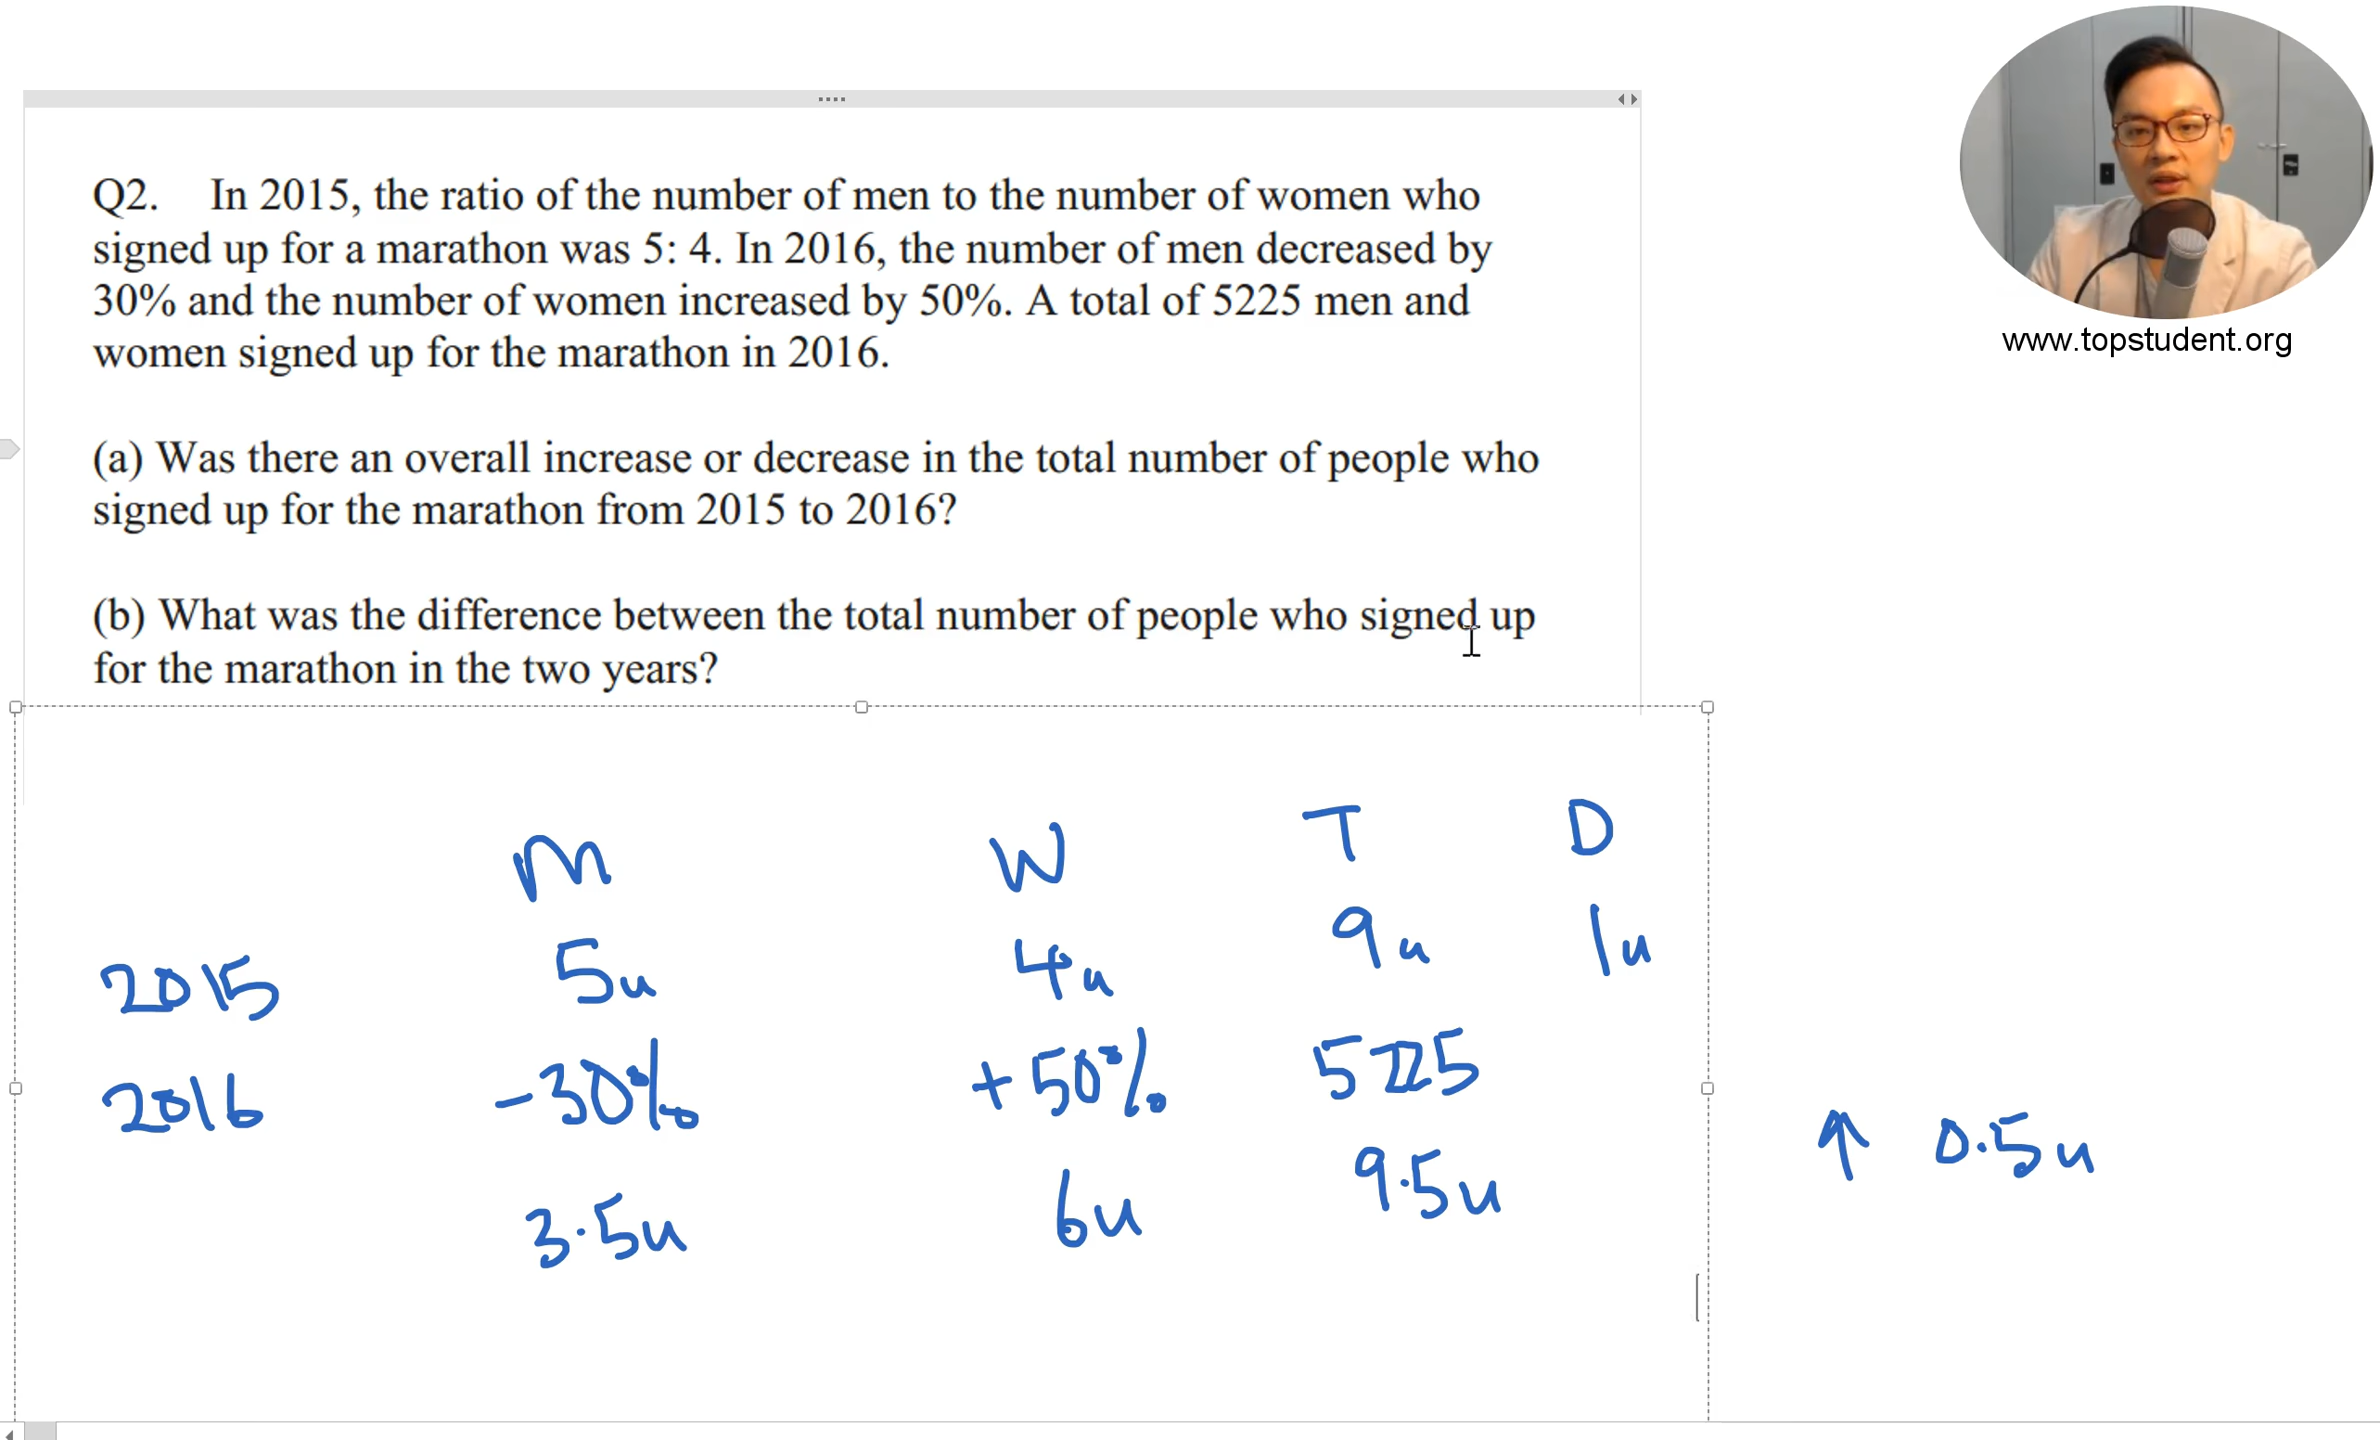 Q2. In 2015, the ratio of the number of men to the number of women who
signed up for a marathon was 5: 4. In 2016, the number of men decreased by
30% and the number of women increased by 50%. A total of 5225 men and
women signed up for the marathon in 2016.
(a) Was there an overall increase or decrease in the total number of people who
signed up for the marathon from 2015 to 2016?
(b) What was the difference between the total number of people who signed up
for the marathon in the two years?
www.topstudent.org
M W T D
2015 5u 4u 9u 1u
2016 -30% +50% 5225
3.5u 6u 9.5u ↑ 0.5u